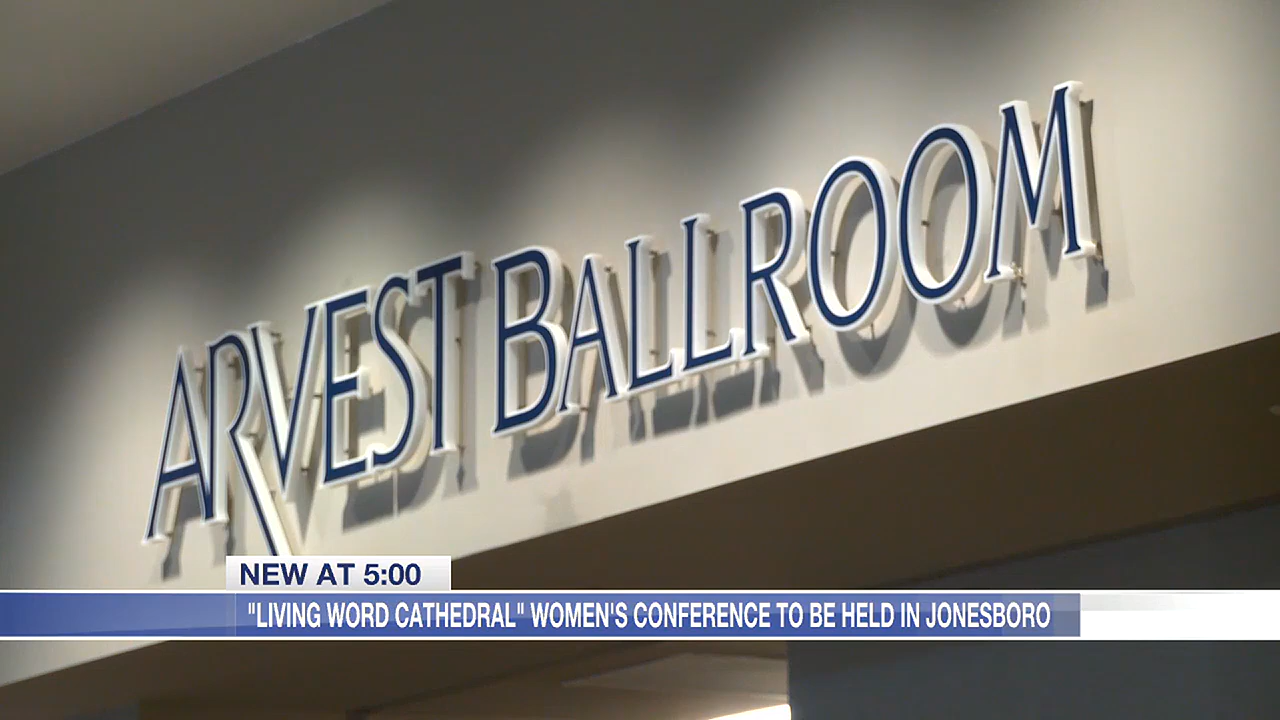 ARVEST BALLROOM
NEW AT 5:00
"LIVING WORD CATHEDRAL" WOMEN'S CONFERENCE TO BE HELD IN JONESBORO